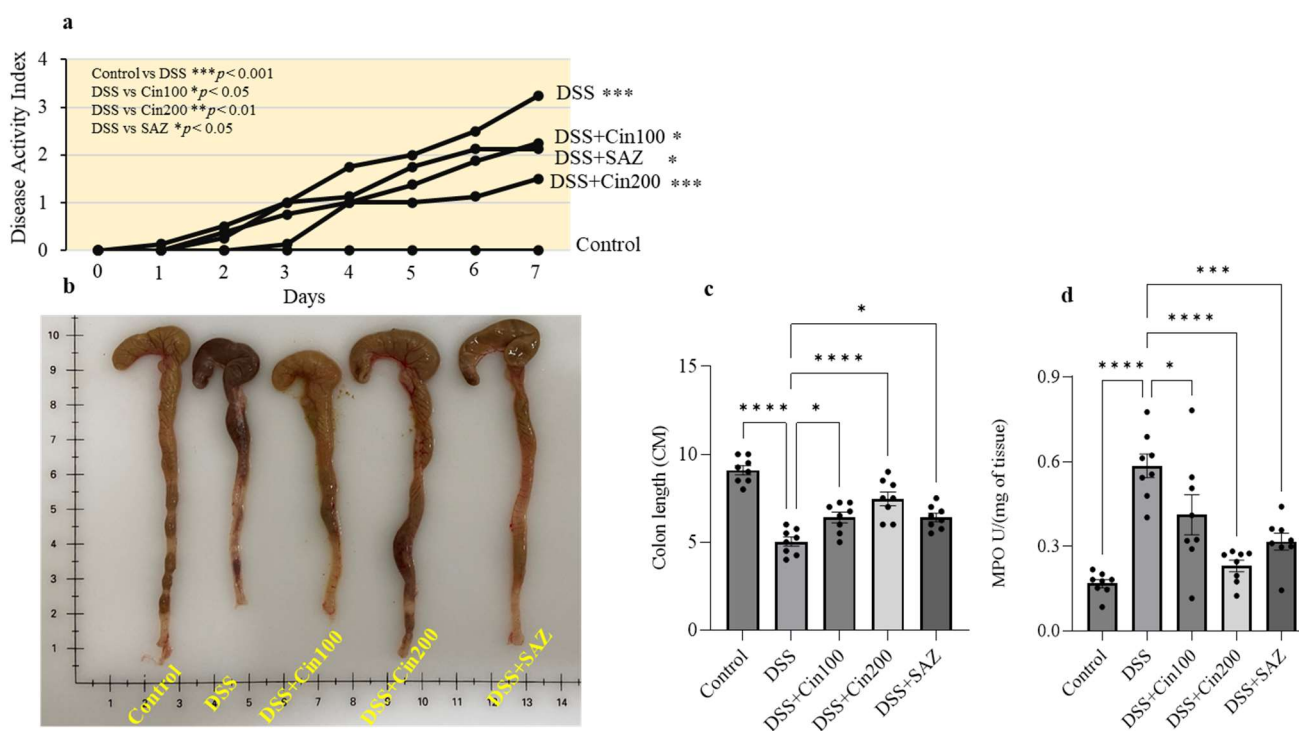 a
Disease Activity Index
4
3
2
1
0
Control vs DSS ***p< 0.001
DSS vs Cin100 *p< 0.05
DSS vs Cin200 **p< 0.01
DSS vs SAZ *p< 0.05
DSS ***
DSS+Cin100 *
DSS+SAZ *
DSS+Cin200 ***
Control
0 1 2 3 4 5 6 7
Days
b
10
9
8
7
6
5
4
3
2
1
1 2 3 4 5 6 7 8 9 10 11 12 13 14
Control
DSS
DSS+Cin100
DSS+Cin200
DSS+SAZ
c
*
****
**** *
Colon length (CM)
15
10
5
0
Control
DSS
DSS+Cin100
DSS+Cin200
DSS+SAZ
d
***
****
**** *
MPO U/(mg of tissue)
0.9
0.6
0.3
0.0
Control
DSS
DSS+Cin100
DSS+Cin200
DSS+SAZ